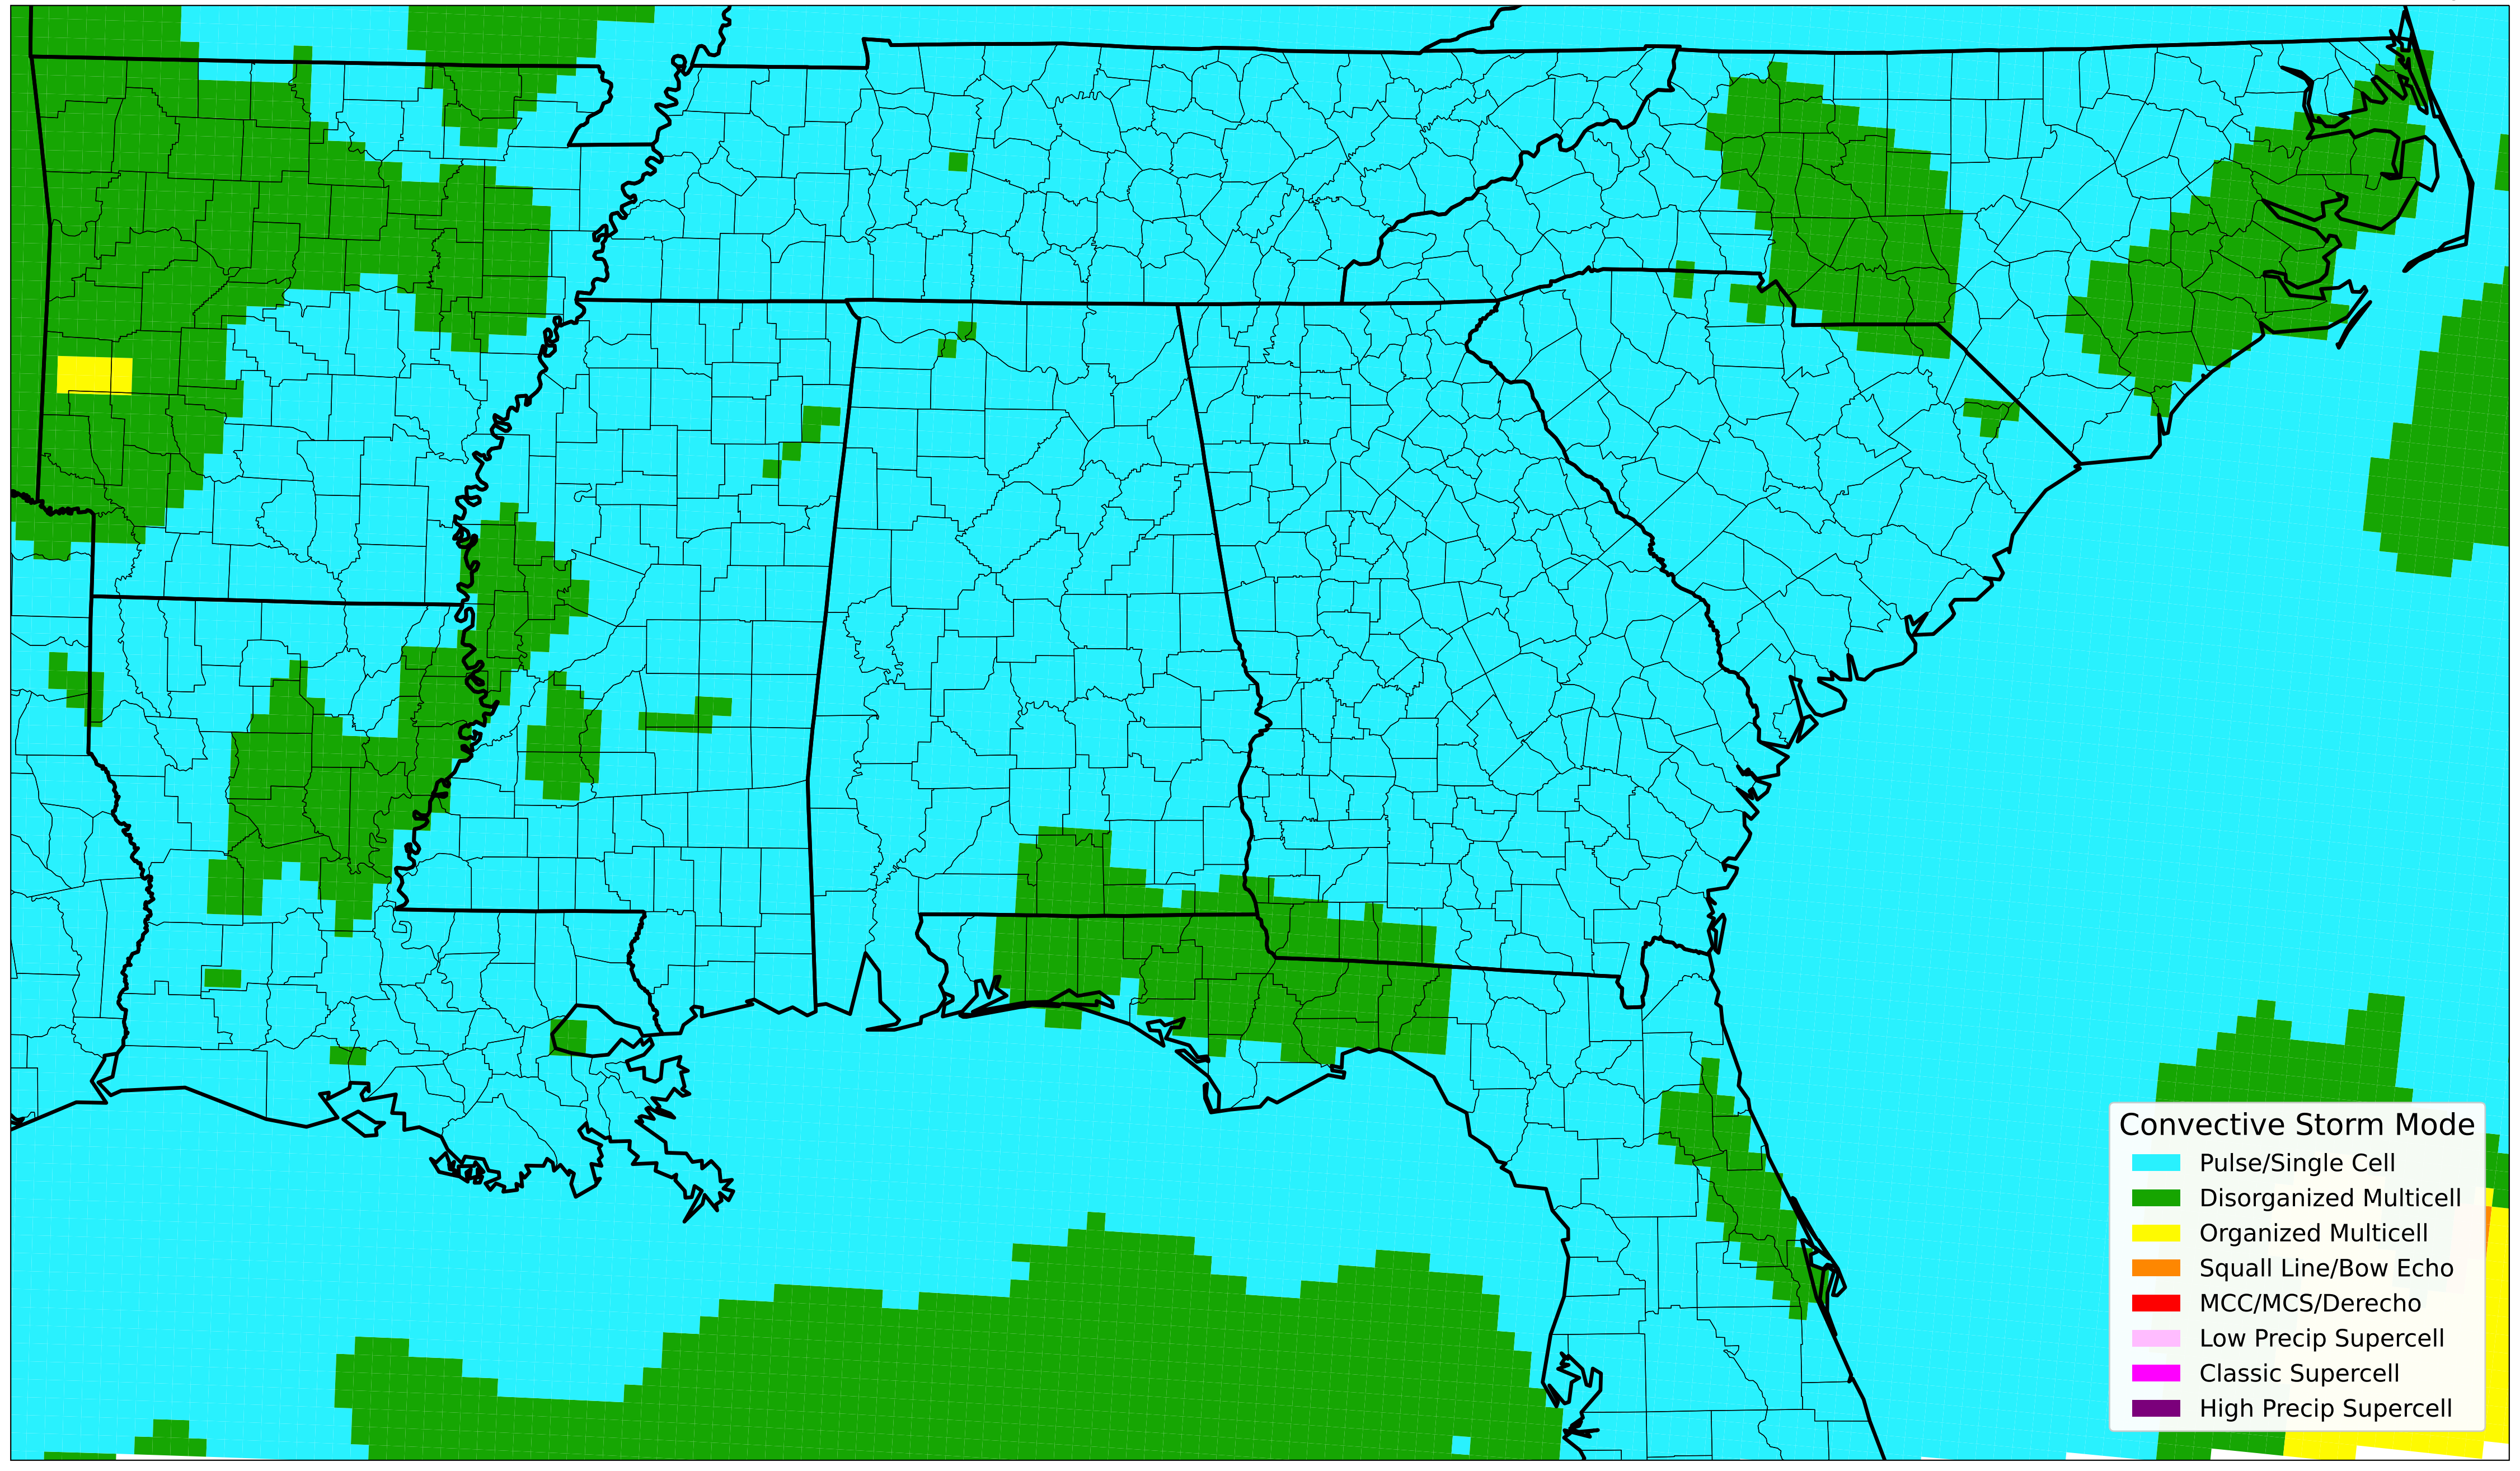 Convective Storm Mode
Pulse/Single Cell
Disorganized Multicell
Organized Multicell
Squall Line/Bow Echo
MCC/MCS/Derecho
Low Precip Supercell
Classic Supercell
High Precip Supercell